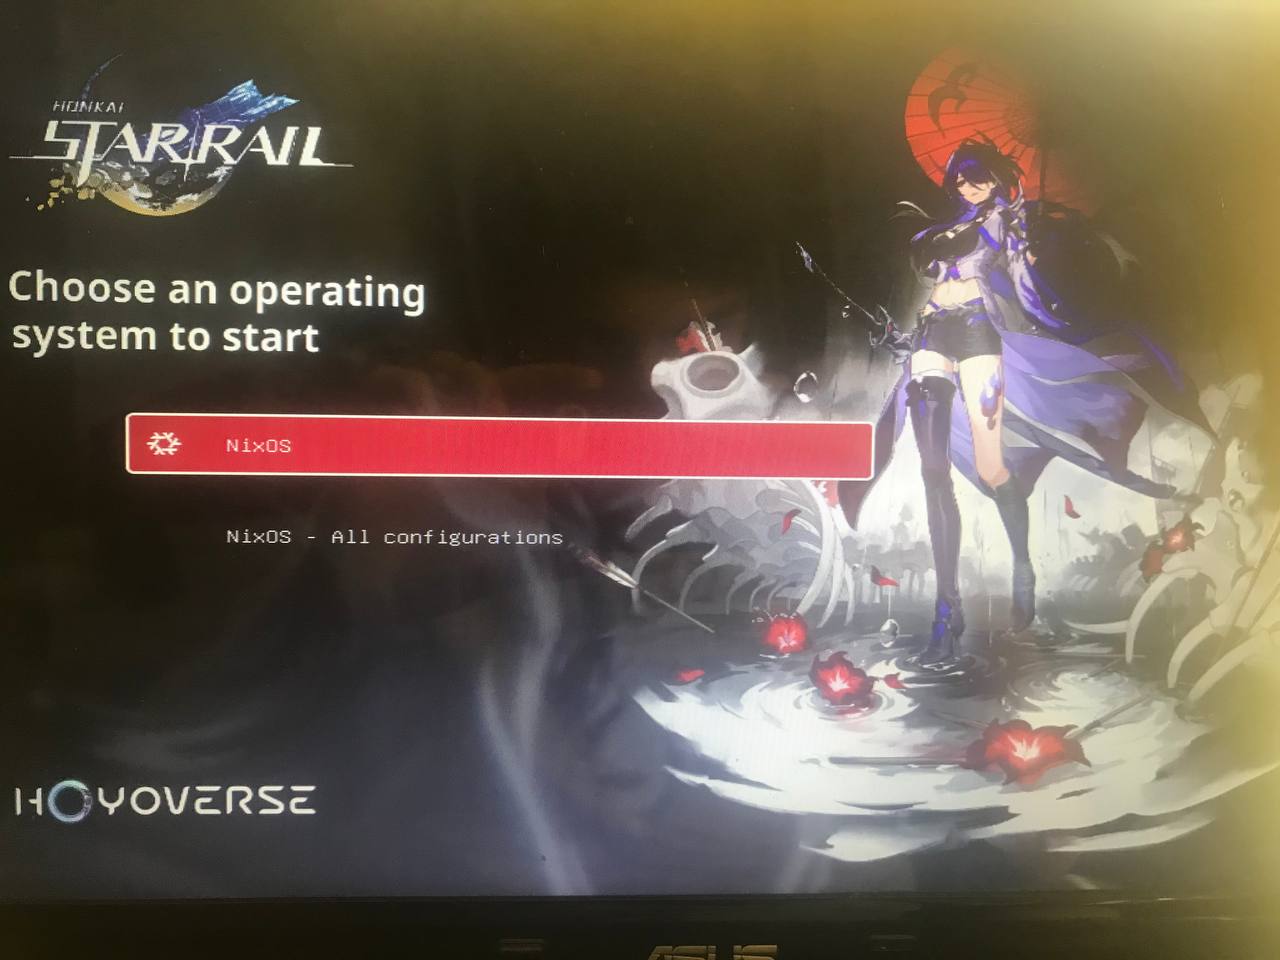 HONKAI
STAR RAIL
Choose an operating
system to start
NixOS
NixOS - All configurations
HOYOVERSE
ASUS